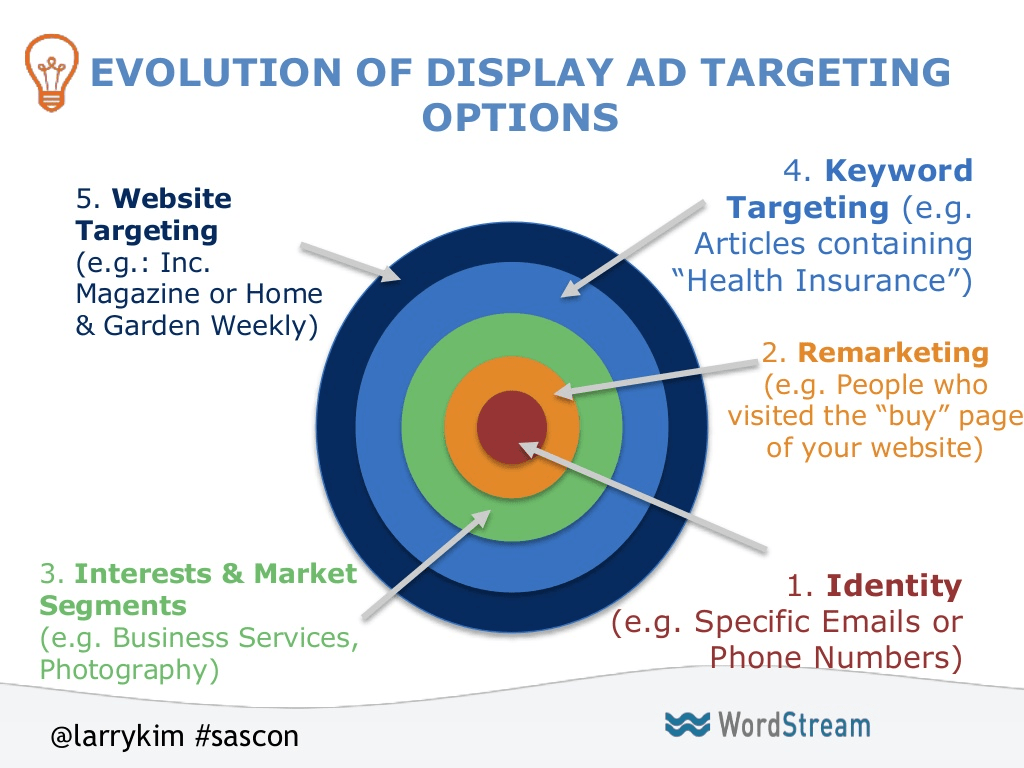 EVOLUTION OF DISPLAY AD TARGETING
OPTIONS
5. Website
Targeting
(e.g.: Inc.
Magazine or Home
& Garden Weekly)
4. Keyword
Targeting (e.g.
Articles containing
“Health Insurance”)
2. Remarketing
(e.g. People who
visited the “buy” page
of your website)
3. Interests & Market
Segments
(e.g. Business Services,
Photography)
1. Identity
(e.g. Specific Emails or
Phone Numbers)
@larrykim #sascon
WordStream